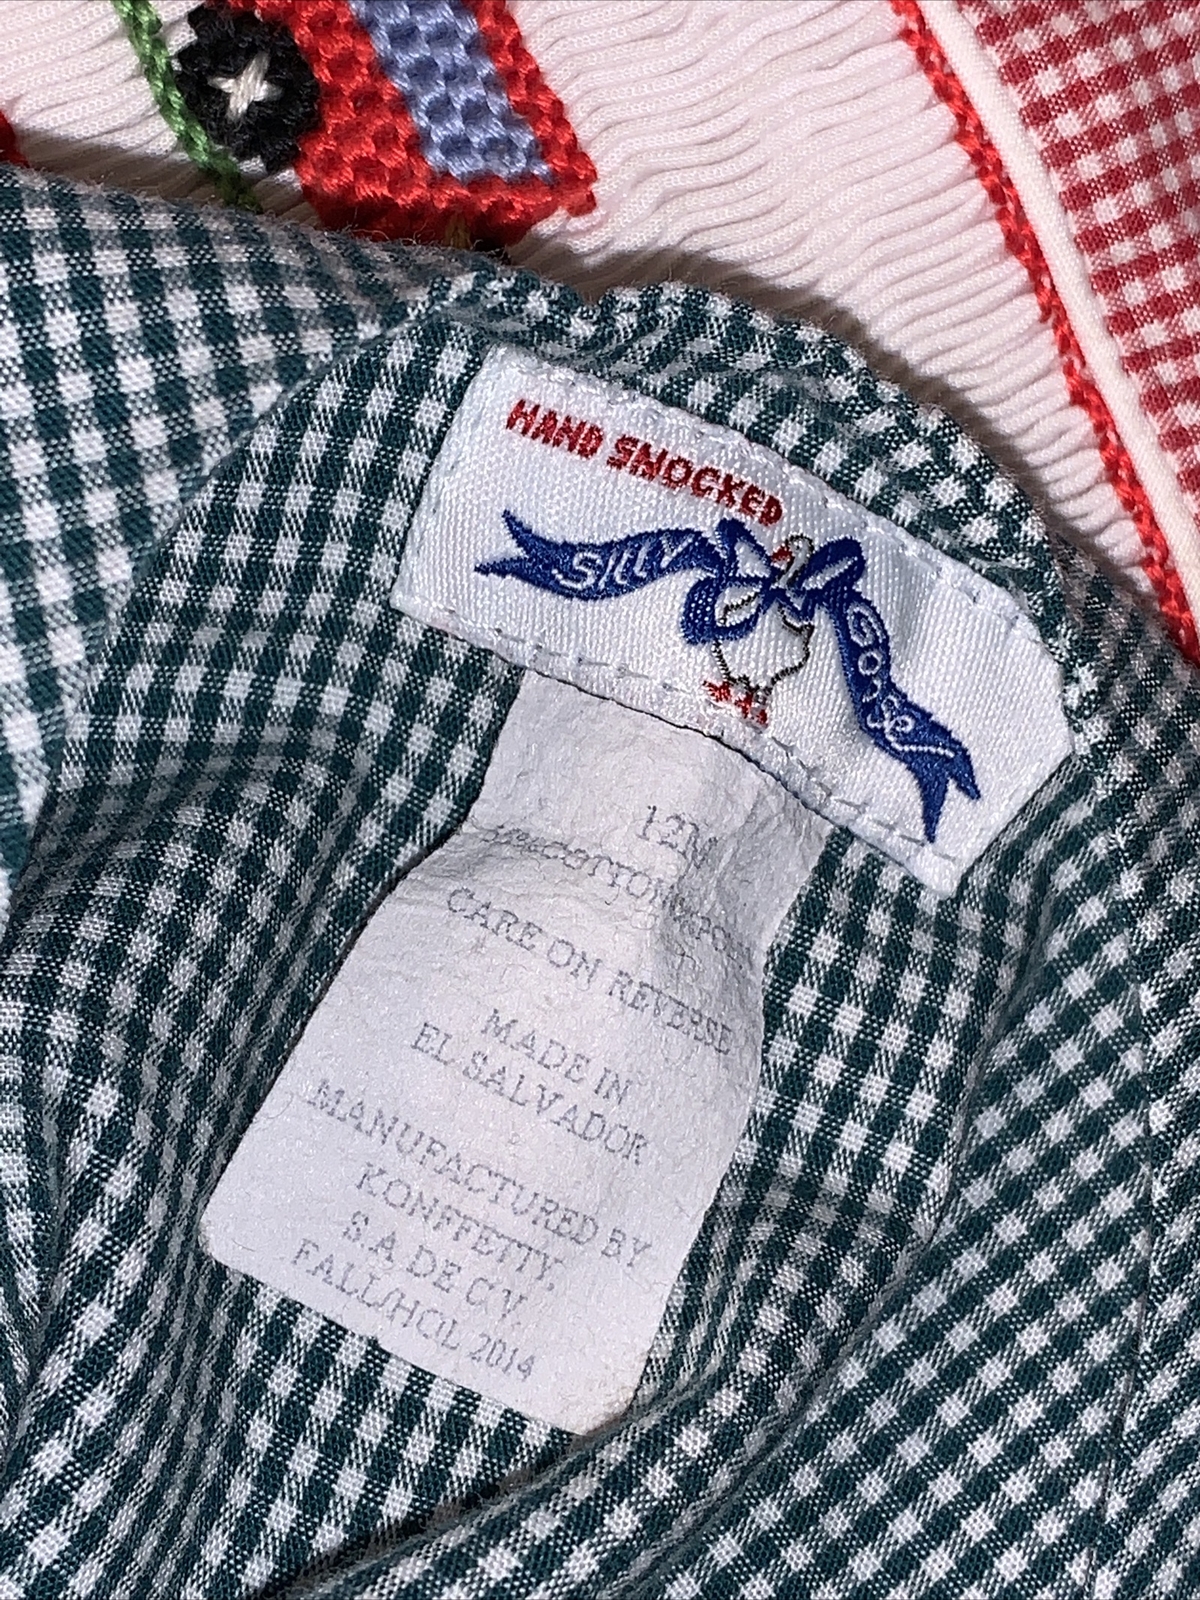 HAND SMOCKED
SILLY Goose
12M
COTTON
CARE ON REVERSE
MADE IN
EL SALVADOR
MANUFACTURED BY
KONFFETTY,
S.A. DE C.V.
FALL/HOL 2014